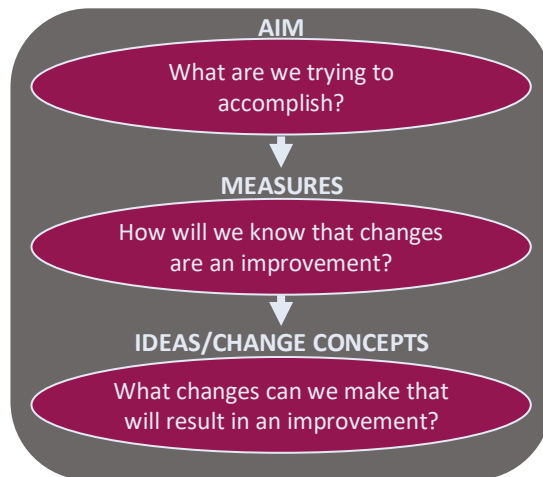 AIM
What are we trying to
accomplish?
MEASURES
How will we know that changes
are an improvement?
IDEAS/CHANGE CONCEPTS
What changes can we make that
will result in an improvement?